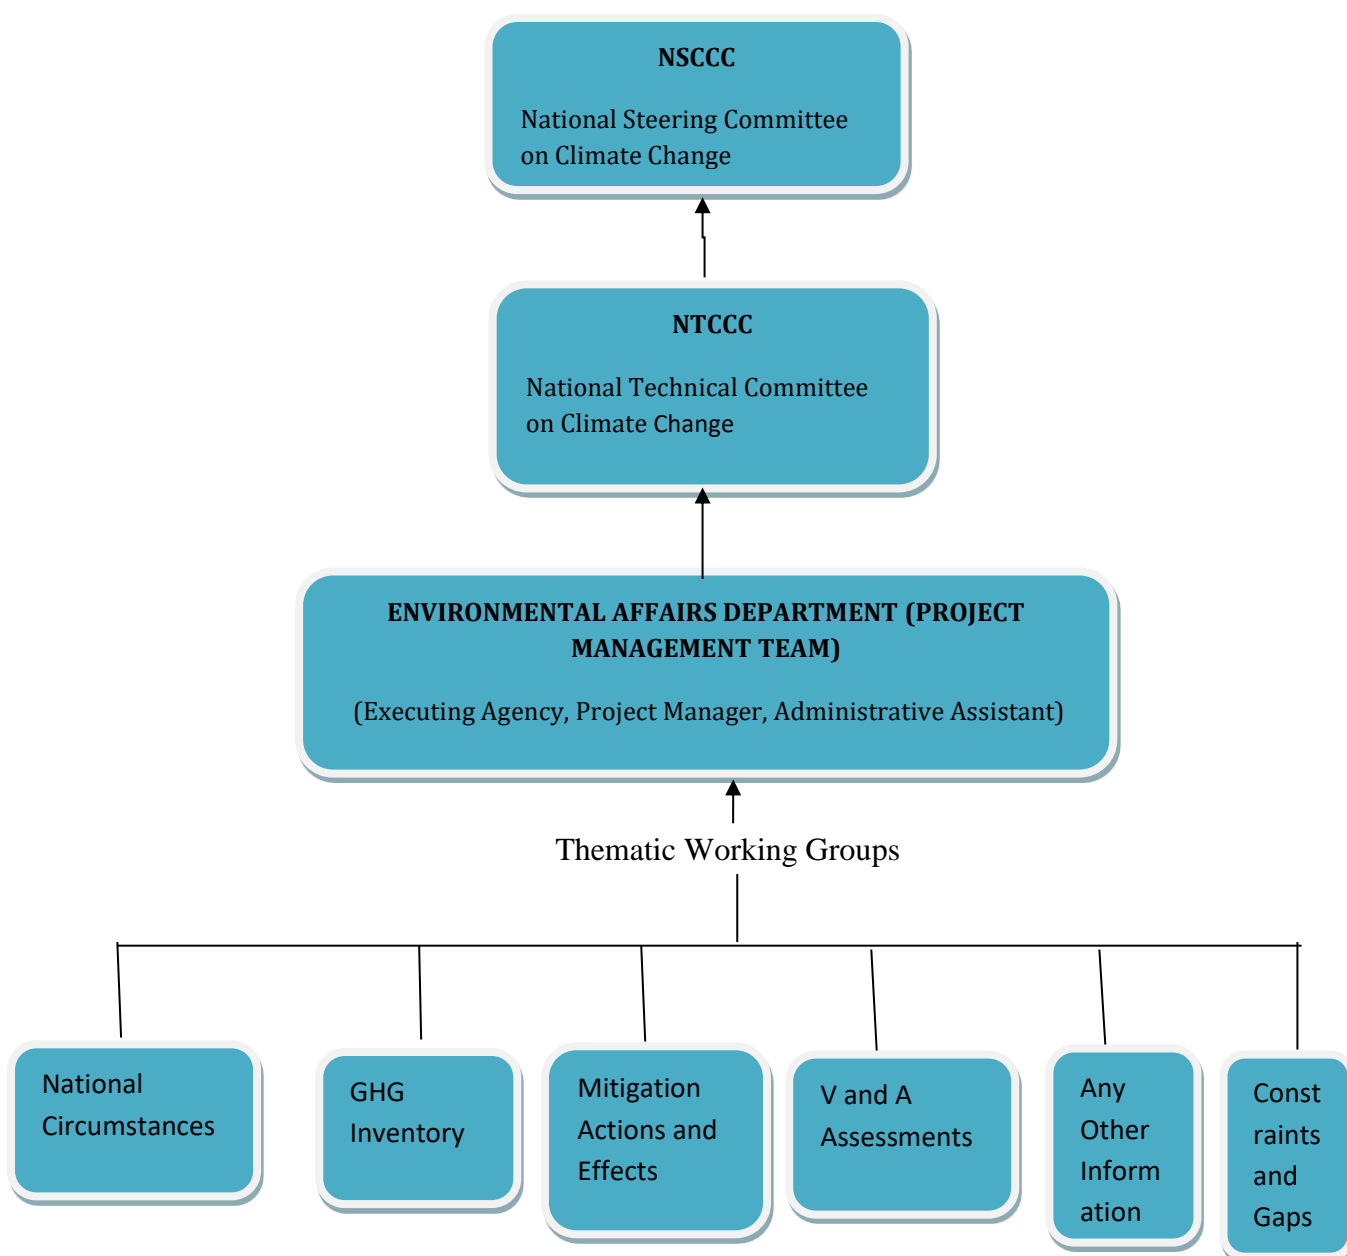 NSCCC
National Steering Committee
on Climate Change
NTCCC
National Technical Committee
on Climate Change
ENVIRONMENTAL AFFAIRS DEPARTMENT (PROJECT
MANAGEMENT TEAM)
(Executing Agency, Project Manager, Administrative Assistant)
Thematic Working Groups
National
Circumstances
GHG
Inventory
Mitigation
Actions and
Effects
V and A
Assessments
Any
Other
Inform
ation
Const
raints
and
Gaps